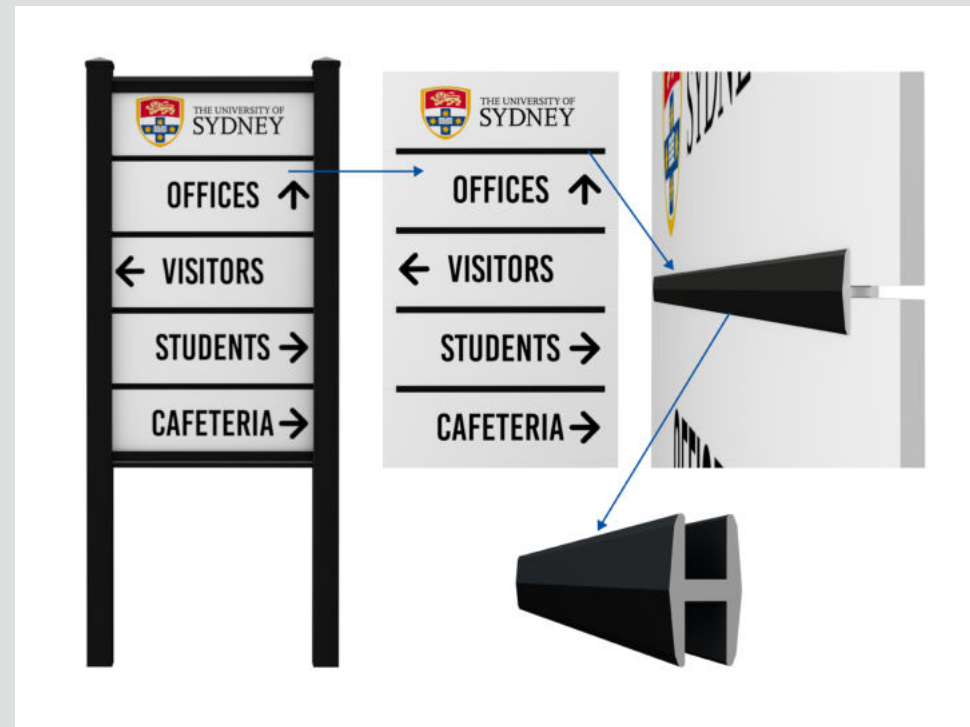 THE UNIVERSITY OF
SYDNEY
OFFICES
VISITORS
STUDENTS
CAFETERIA
THE UNIVERSITY OF
SYDNEY
OFFICES
VISITORS
STUDENTS
CAFETERIA